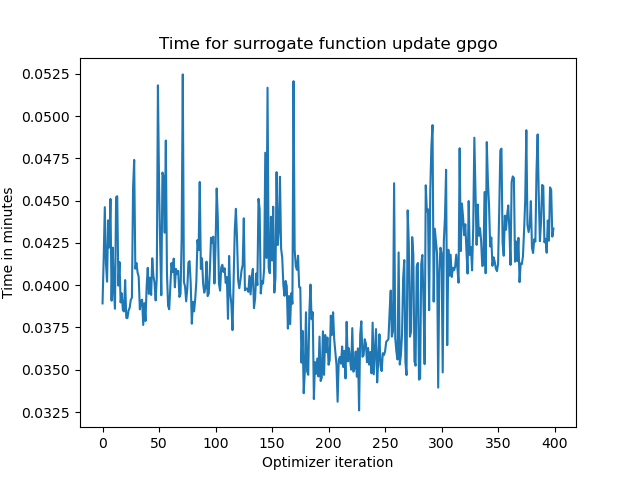 Time for surrogate function update gpgo
Time in minutes
0.0525
0.0500
0.0475
0.0450
0.0425
0.0400
0.0375
0.0350
0.0325
0 50 100 150 200 250 300 350 400
Optimizer iteration